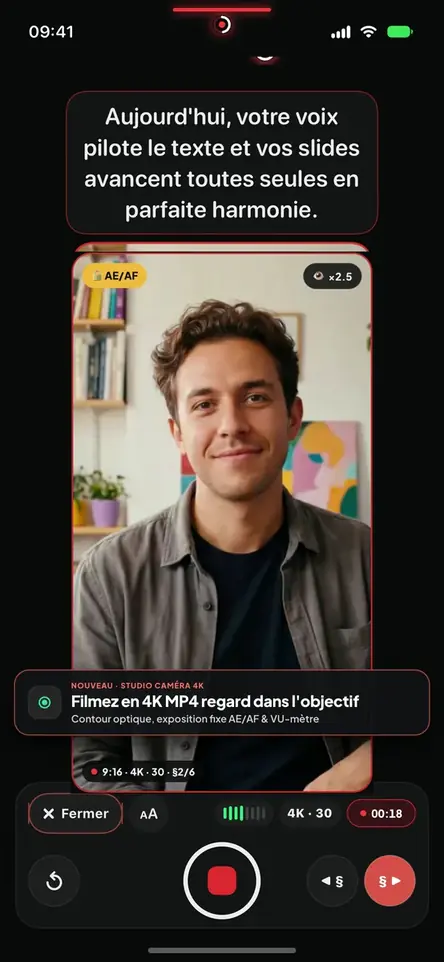 09:41
Aujourd'hui, votre voix
pilote le texte et vos slides
avancent toutes seules en
parfaite harmonie.
AE/AF
×2.5
NOUVEAU · STUDIO CAMÉRA 4K
Filmez en 4K MP4 regard dans l'objectif
Contour optique, exposition fixe AE/AF & VU-mètre
9:16 · 4K · 30 · §2/6
Fermer
AA
4K · 30
00:18
◄ §
§ ►